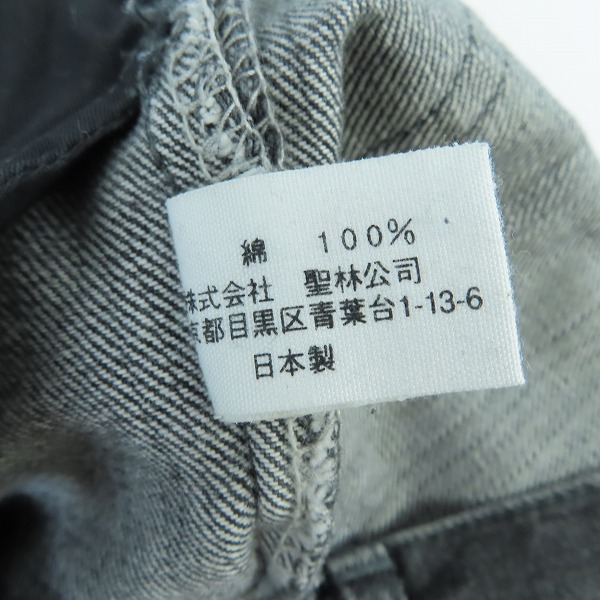 綿 100%
株式会社 聖林公司
京都目黒区青葉台1-13-6
日本製